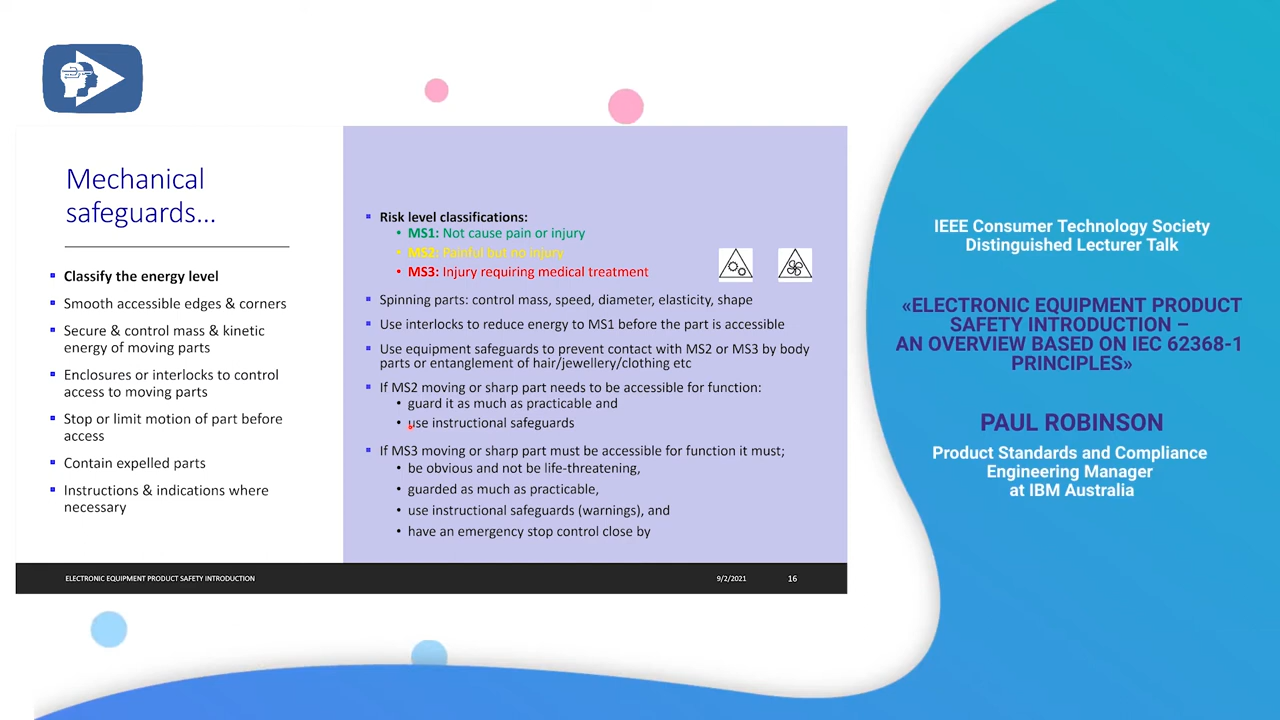 Mechanical
safeguards...
Classify the energy level
Smooth accessible edges & corners
Secure & control mass & kinetic
energy of moving parts
Enclosures or interlocks to control
access to moving parts
Stop or limit motion of part before
access
Contain expelled parts
Instructions & indications where
necessary
Risk level classifications:
MS1: Not cause pain or injury
MS2: Painful but no injury
MS3: Injury requiring medical treatment
Spinning parts: control mass, speed, diameter, elasticity, shape
Use interlocks to reduce energy to MS1 before the part is accessible
Use equipment safeguards to prevent contact with MS2 or MS3 by body
parts or entanglement of hair/jewellery/clothing etc
If MS2 moving or sharp part needs to be accessible for function:
guard it as much as practicable and
use instructional safeguards
If MS3 moving or sharp part must be accessible for function it must;
be obvious and not be life-threatening,
guarded as much as practicable,
use instructional safeguards (warnings), and
have an emergency stop control close by
ELECTRONIC EQUIPMENT PRODUCT SAFETY INTRODUCTION
9/2/2021
16
IEEE Consumer Technology Society
Distinguished Lecturer Talk
«ELECTRONIC EQUIPMENT PRODUCT
SAFETY INTRODUCTION –
AN OVERVIEW BASED ON IEC 62368-1
PRINCIPLES»
PAUL ROBINSON
Product Standards and Compliance
Engineering Manager
at IBM Australia